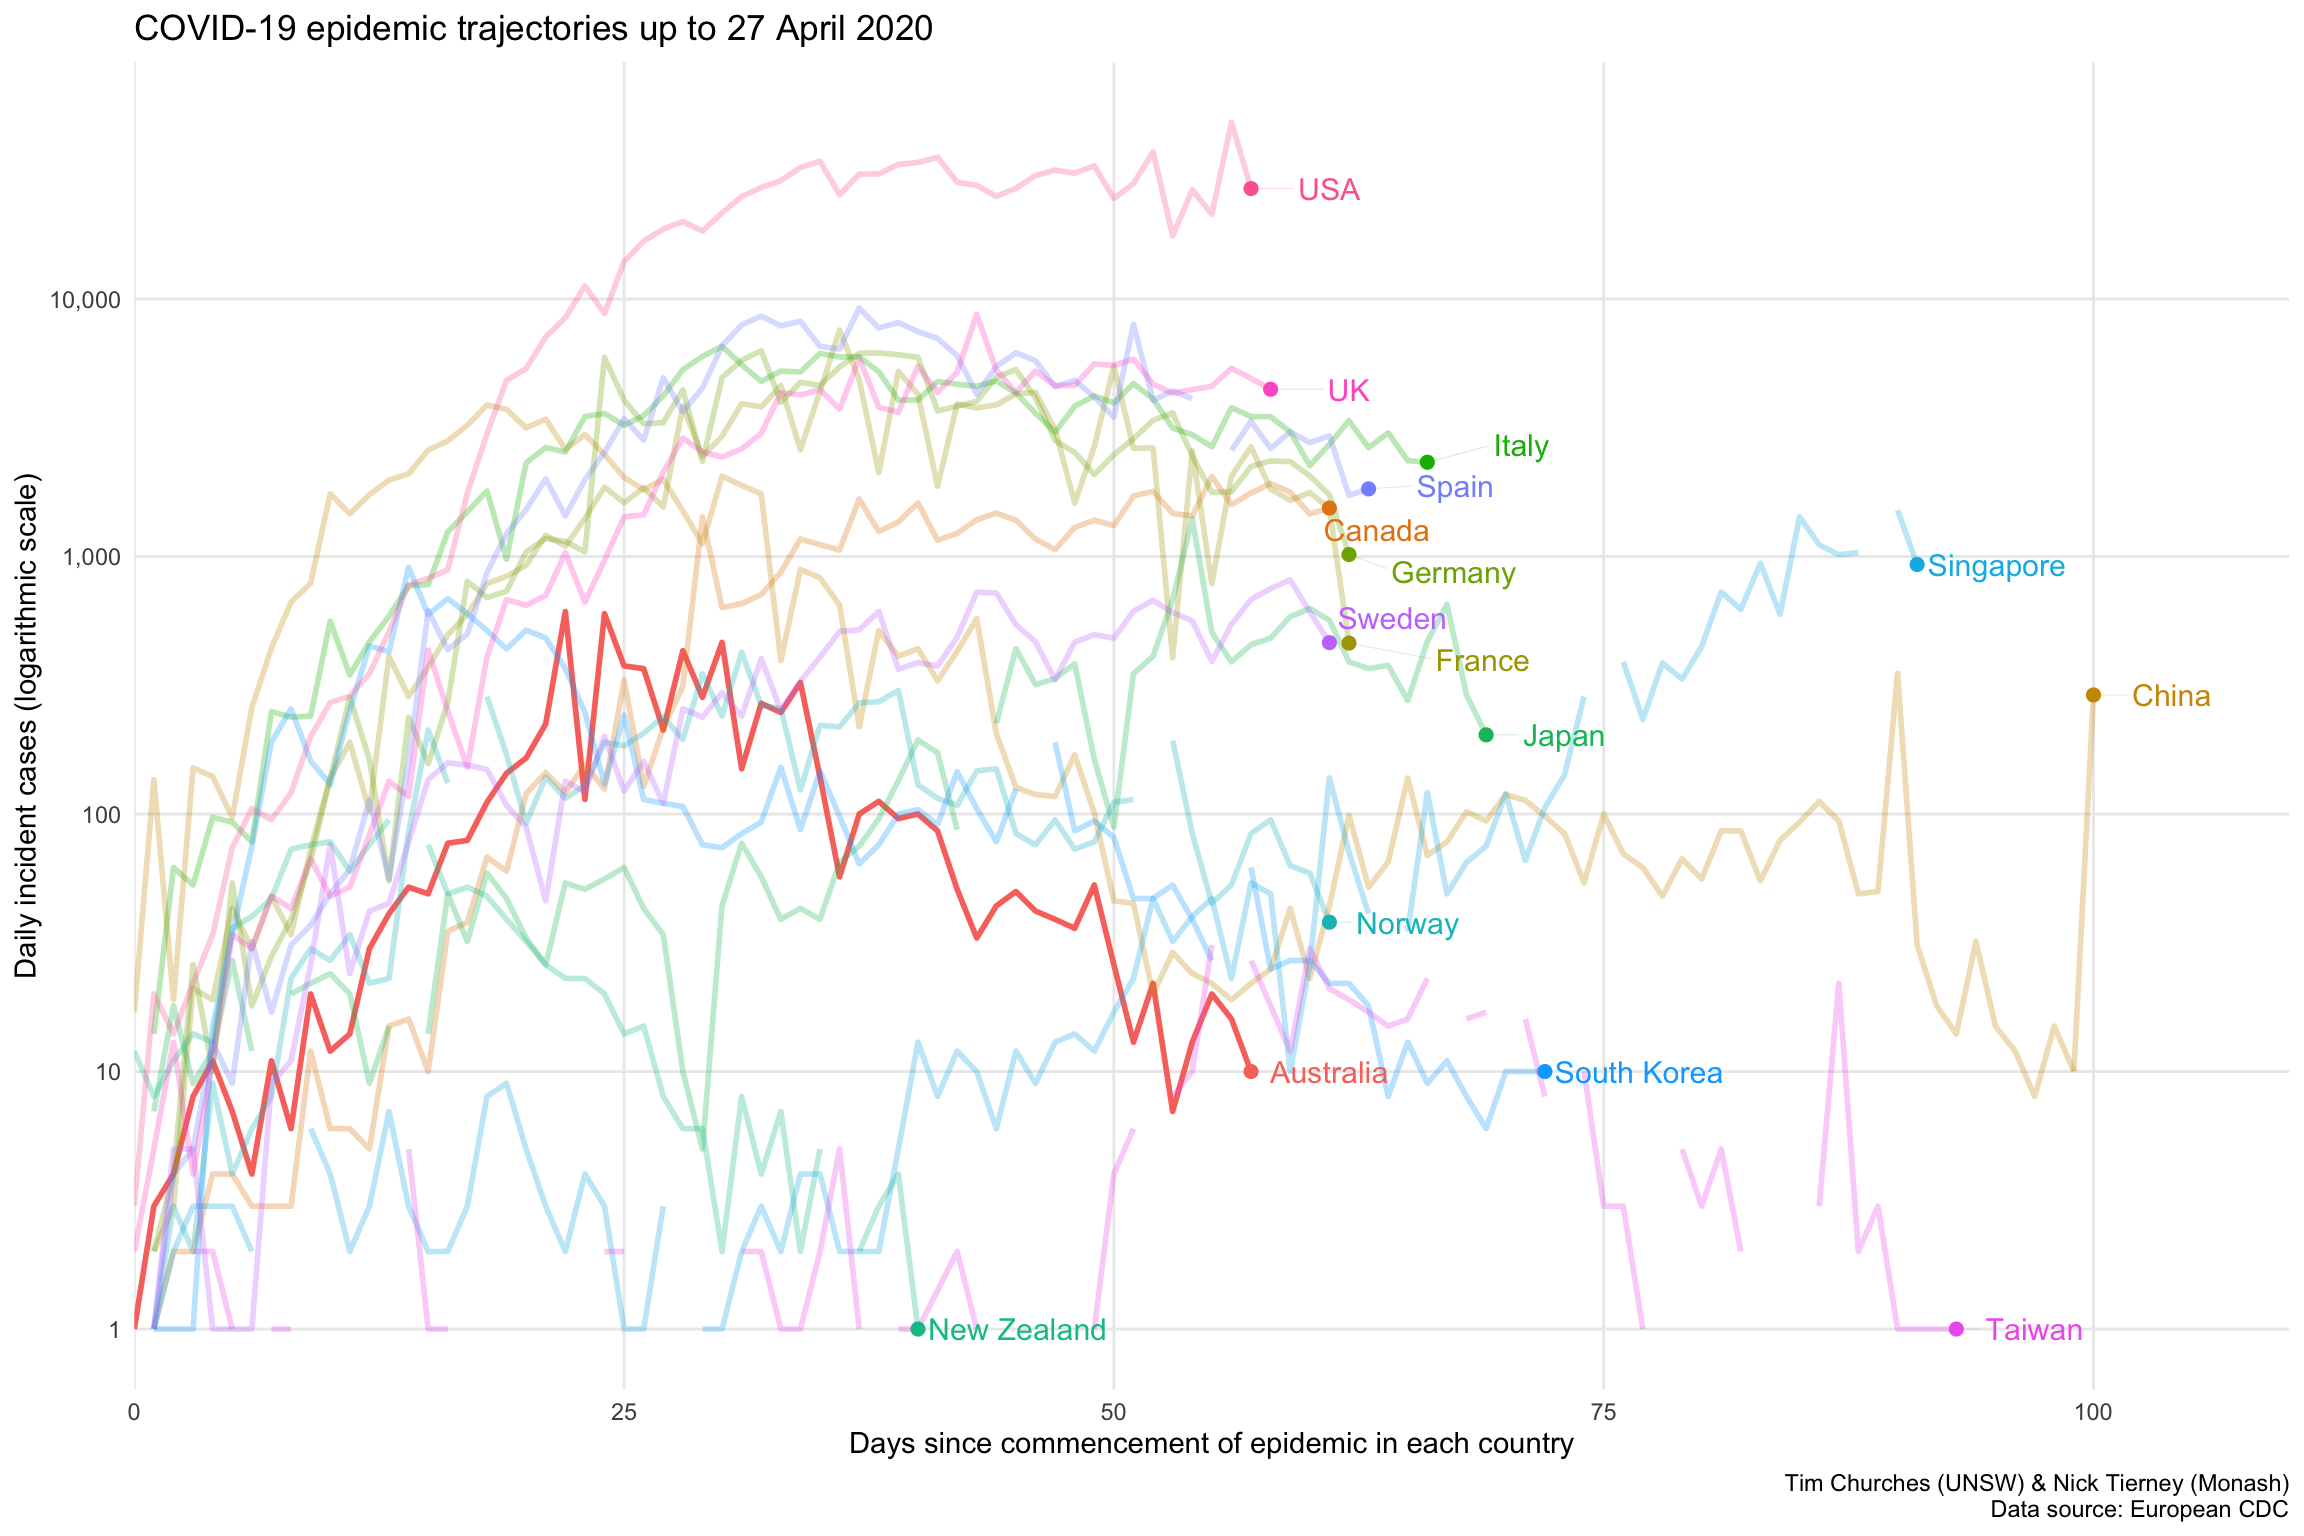 COVID-19 epidemic trajectories up to 27 April 2020
Daily incident cases (logarithmic scale)
10,000
1,000
100
10
1
USA
UK
Italy
Spain
Canada
Germany
Singapore
Sweden
France
China
Japan
Norway
Australia
South Korea
New Zealand
Taiwan
0
25
50
75
100
Days since commencement of epidemic in each country
Tim Churches (UNSW) & Nick Tierney (Monash)
Data source: European CDC